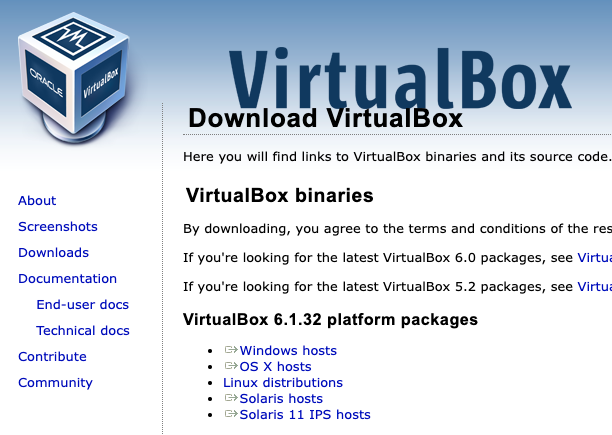 ORACLE
VirtualBox
VirtualBox
Download VirtualBox
Here you will find links to VirtualBox binaries and its source code.
VirtualBox binaries
By downloading, you agree to the terms and conditions of the res
If you're looking for the latest VirtualBox 6.0 packages, see Virtua
If you're looking for the latest VirtualBox 5.2 packages, see Virtua
VirtualBox 6.1.32 platform packages
Windows hosts
OS X hosts
Linux distributions
Solaris hosts
Solaris 11 IPS hosts
About
Screenshots
Downloads
Documentation
End-user docs
Technical docs
Contribute
Community